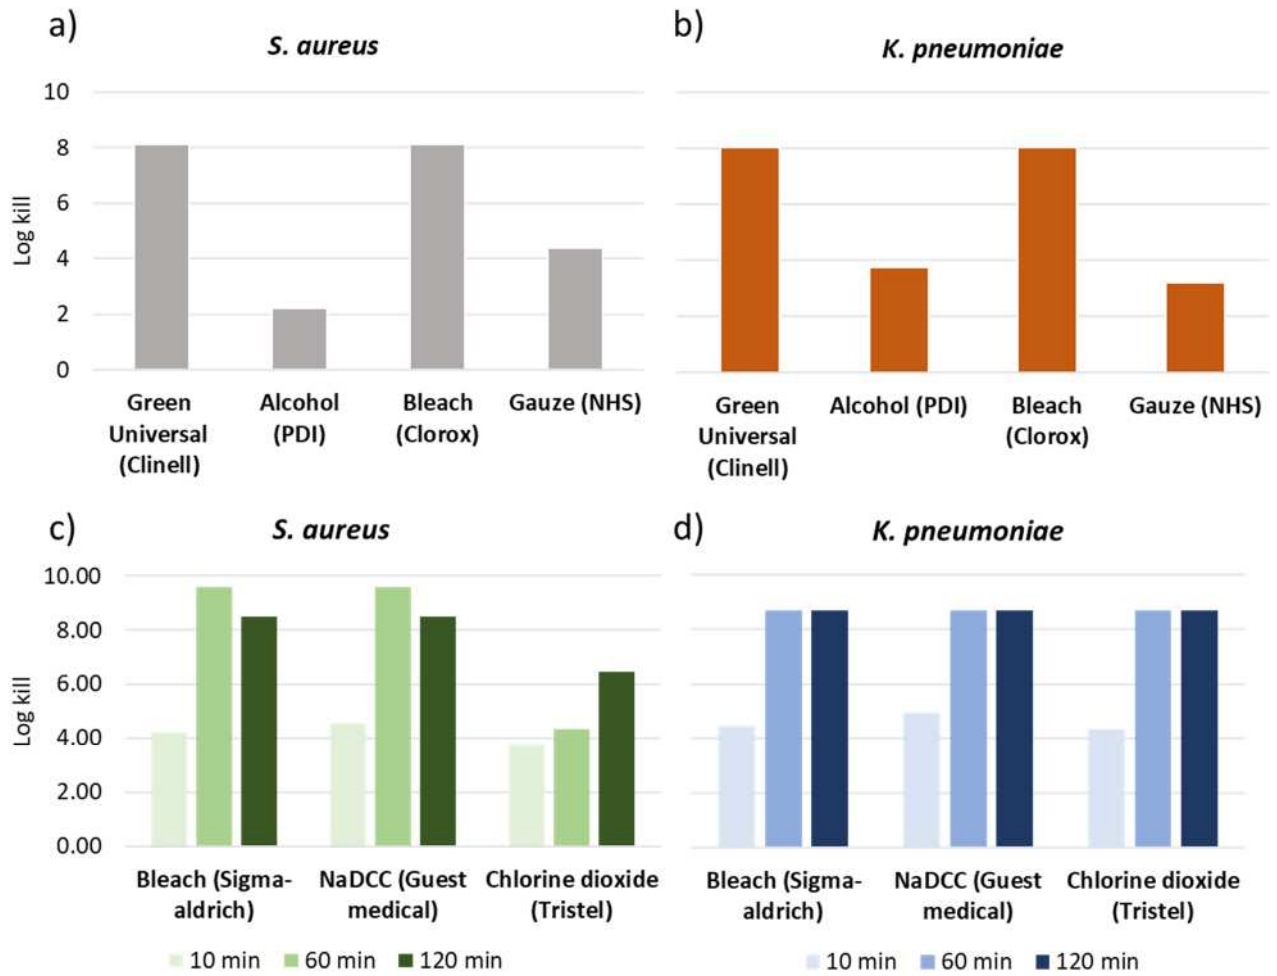 a)
S. aureus
b)
K. pneumoniae
10
8
6
4
2
0
Log kill
Green
Universal
(Clinell)
Alcohol
(PDI)
Bleach
(Clorox)
Gauze (NHS)
Green
Universal
(Clinell)
Alcohol (PDI)
Bleach
(Clorox)
Gauze (NHS)
c)
S. aureus
d)
K. pneumoniae
10.00
8.00
6.00
4.00
2.00
0.00
Log kill
Bleach (Sigma-
aldrich)
NaDCC (Guest
medical)
Chlorine dioxide
(Tristel)
Bleach (Sigma-
aldrich)
NaDCC (Guest
medical)
Chlorine dioxide
(Tristel)
10 min 60 min 120 min
10 min 60 min 120 min